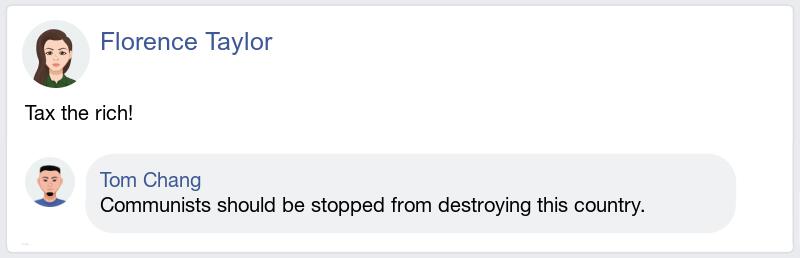 Florence Taylor
Tax the rich!
Tom Chang
Communists should be stopped from destroying this country.